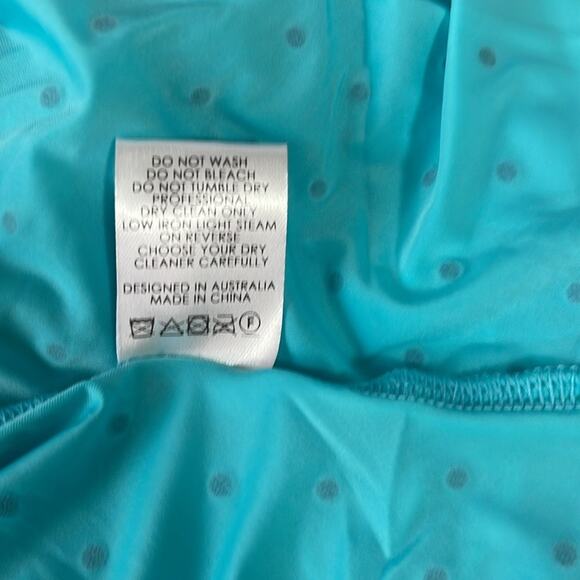 DO NOT WASH
DO NOT BLEACH
DO NOT TUMBLE DRY
PROFESSIONAL
DRY CLEAN ONLY
LOW IRON LIGHT STEAM
ON REVERSE
CHOOSE YOUR DRY
CLEANER CAREFULLY
DESIGNED IN AUSTRALIA
MADE IN CHINA
F